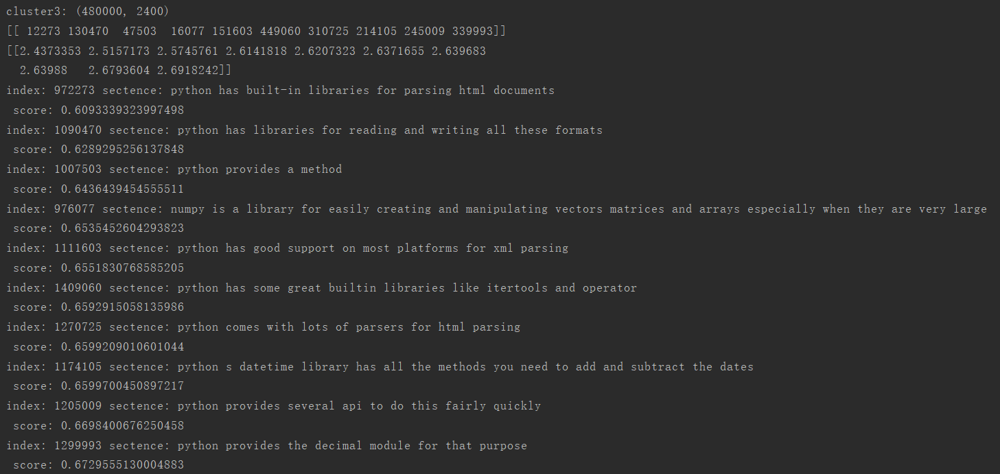 cluster3: (480000, 2400)
[[ 12273 130470  47503  16077 151603 449060 310725 214105 245009 339993]]
[[2.4373353 2.5157173 2.5745761 2.6141818 2.6207323 2.6371655 2.639683
  2.63988   2.6793604 2.6918242]]
index: 972273 sectence: python has built-in libraries for parsing html documents
 score: 0.6093339323997498
index: 1090470 sectence: python has libraries for reading and writing all these formats
 score: 0.6289295256137848
index: 1007503 sectence: python provides a method
 score: 0.6436439454555511
index: 976077 sectence: numpy is a library for easily creating and manipulating vectors matrices and arrays especially when they are very large
 score: 0.6535452604293823
index: 1111603 sectence: python has good support on most platforms for xml parsing
 score: 0.6551830768585205
index: 1409060 sectence: python has some great builtin libraries like itertools and operator
 score: 0.6592915058135986
index: 1270725 sectence: python comes with lots of parsers for html parsing
 score: 0.6599209010601044
index: 1174105 sectence: python s datetime library has all the methods you need to add and subtract the dates
 score: 0.6599700450897217
index: 1205009 sectence: python provides several api to do this fairly quickly
 score: 0.6698400676250458
index: 1299993 sectence: python provides the decimal module for that purpose
 score: 0.6729555130004883